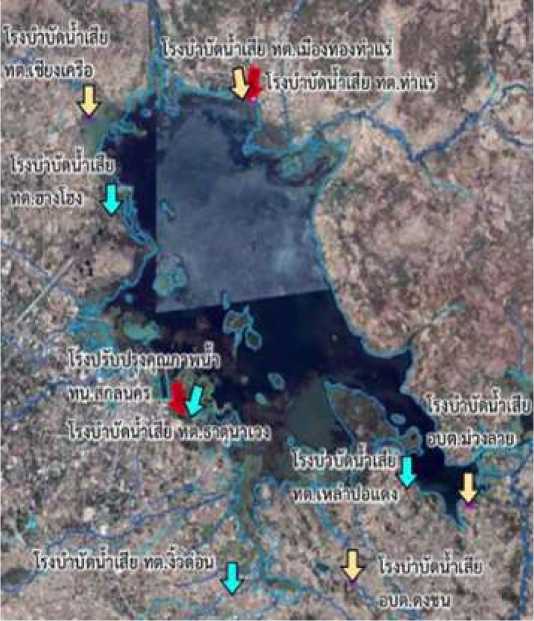 โรงบำบัดน้ำเสีย
ทต.เชียงเครือ
โรงบำบัดน้ำเสีย ทต.เมืองทองท่าแร่
โรงบำบัดน้ำเสีย ทต.ท่าแร่
โรงบำบัดน้ำเสีย
ทต.ฮางโฮง
โรงปรับปรุงคุณภาพน้ำ
ทน.สกลนคร
โรงบำบัดน้ำเสีย ทต.ธาตุนาเวง
โรงบำบัดน้ำเสีย
อบต.ม่วงลาย
โรงบำบัดน้ำเสีย
ทต.เหล่าปอแดง
โรงบำบัดน้ำเสีย ทต.งิ้วด่อน
โรงบำบัดน้ำเสีย
อบต.ดงชน